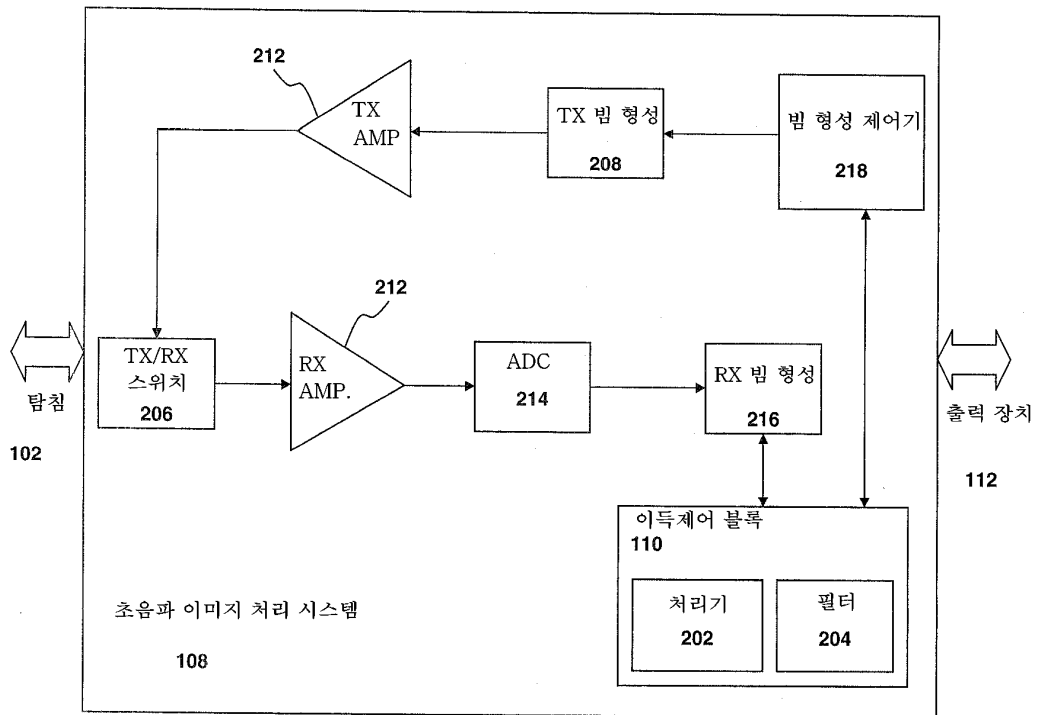 212
TX
AMP
TX 빔 형성
208
빔 형성 제어기
218
212
TX/RX
스위치
206
RX
AMP.
ADC
214
RX 빔 형성
216
탐침
102
출력 장치
112
이득제어 블록
110
처리기
202
필터
204
초음파 이미지 처리 시스템
108